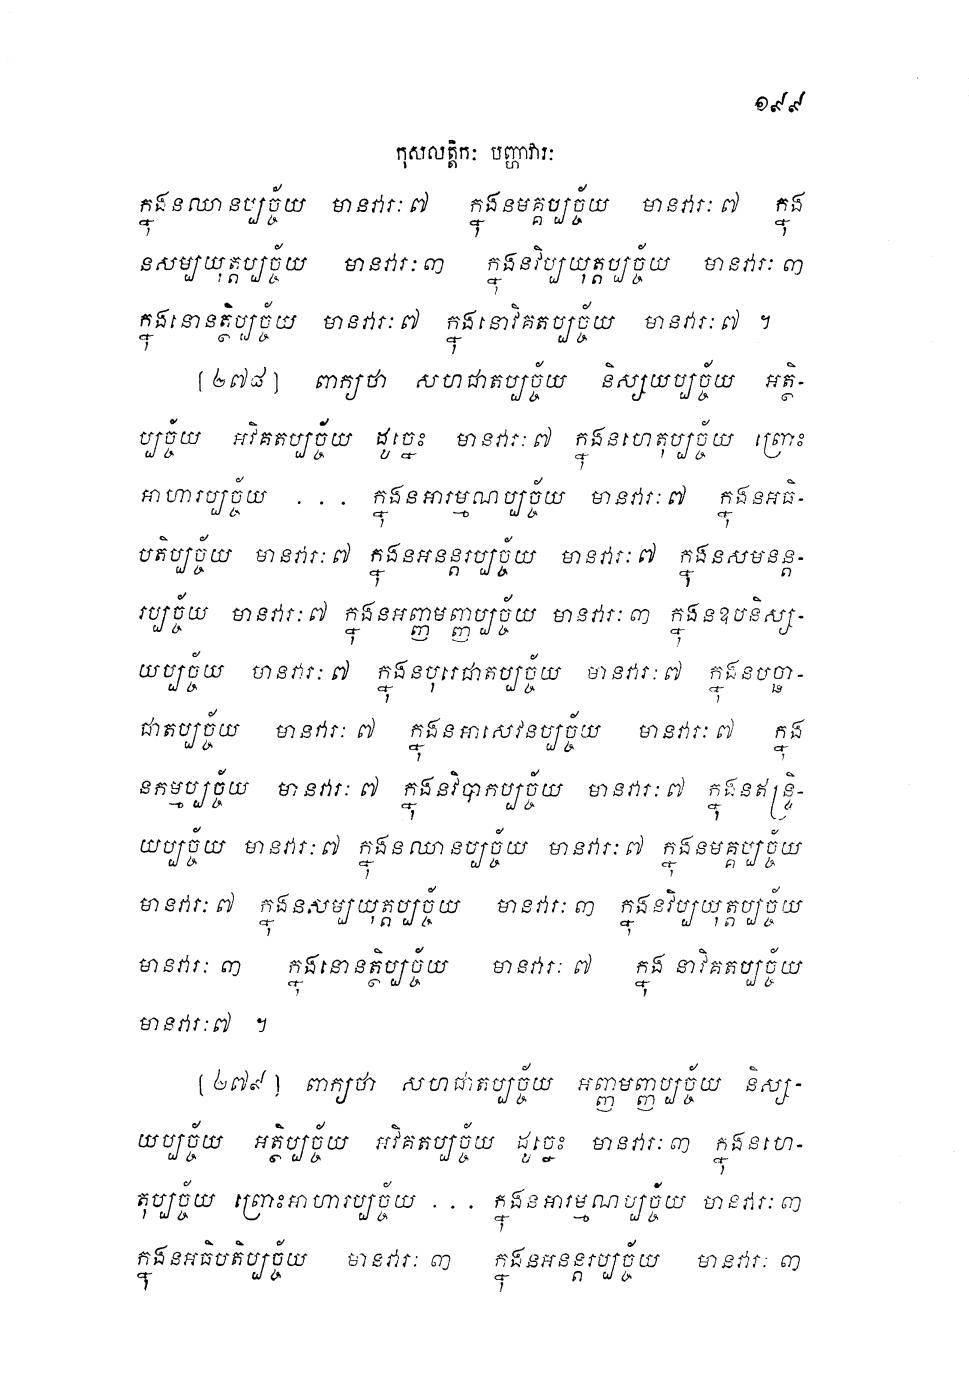 ១៩៩
កុសលត្តិកៈ បញ្ហាវារៈ
ក្នុងនឈានប្បច្ច័យ មានវារៈ៧ ក្នុងនមគ្គប្បច្ច័យ មានវារៈ៧ ក្នុង
នសម្បយុត្តប្បច្ច័យ មានវារៈ៣ ក្នុងនវិប្បយុត្តប្បច្ច័យ មានវារៈ៣
ក្នុងនោនត្ថិប្បច្ច័យ មានវារៈ៧ ក្នុងនោវិគតប្បច្ច័យ មានវារៈ៧ ។
[២៧៨] ពាក្យថា សហជាតប្បច្ច័យ និស្សយប្បច្ច័យ អត្ថិ-
ប្បច្ច័យ អវិគតប្បច្ច័យ ដូច្នេះ មានវារៈ៧ ក្នុងនហេតុប្បច្ច័យ ព្រោះ
អាហារប្បច្ច័យ . . . ក្នុងនអារម្មណប្បច្ច័យ មានវារៈ៧ ក្នុងនអធិ-
បតិប្បច្ច័យ មានវារៈ៧ ក្នុងនអនន្តរប្បច្ច័យ មានវារៈ៧ ក្នុងនសមនន្ត-
រប្បច្ច័យ មានវារៈ៧ ក្នុងនអញ្ញមញ្ញប្បច្ច័យ មានវារៈ៣ ក្នុងនឧបនិស្ស-
យប្បច្ច័យ មានវារៈ៧ ក្នុងនបុរេជាតប្បច្ច័យ មានវារៈ៧ ក្នុងនបច្ឆា-
ជាតប្បច្ច័យ មានវារៈ៧ ក្នុងនអាសេវនប្បច្ច័យ មានវារៈ៧ ក្នុង
នកម្មប្បច្ច័យ មានវារៈ៧ ក្នុងនវិបាកប្បច្ច័យ មានវារៈ៧ ក្នុងនឥន្ទ្រិ-
យប្បច្ច័យ មានវារៈ៧ ក្នុងនឈានប្បច្ច័យ មានវារៈ៧ ក្នុងនមគ្គប្បច្ច័យ
មានវារៈ៧ ក្នុងនសម្បយុត្តប្បច្ច័យ មានវារៈ៣ ក្នុងនវិប្បយុត្តប្បច្ច័យ
មានវារៈ៣ ក្នុងនោនត្ថិប្បច្ច័យ មានវារៈ៧ ក្នុង នាវិគតប្បច្ច័យ
មានវារៈ៧ ។
[២៧៩] ពាក្យថា សហជាតប្បច្ច័យ អញ្ញមញ្ញប្បច្ច័យ និស្ស-
យប្បច្ច័យ អត្ថិប្បច្ច័យ អវិគតប្បច្ច័យ ដូច្នេះ មានវារៈ៣ ក្នុងនហេ-
តុប្បច្ច័យ ព្រោះអាហារប្បច្ច័យ . . . ក្នុងនអារម្មណប្បច្ច័យ មានវារៈ៣
ក្នុងនអធិបតិប្បច្ច័យ មានវារៈ៣ ក្នុងនអនន្តរប្បច្ច័យ មានវារៈ៣